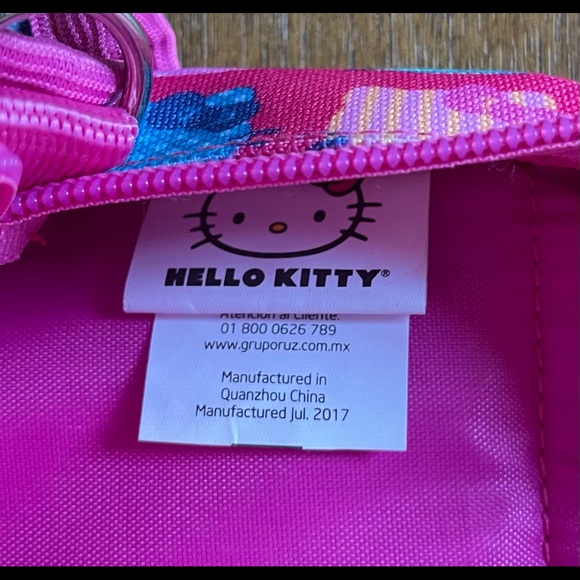 HELLO KITTY®
Atención al Cliente:
01 800 0626 789
www.gruporuz.com.mx
Manufactured in
Quanzhou China
Manufactured Jul. 2017